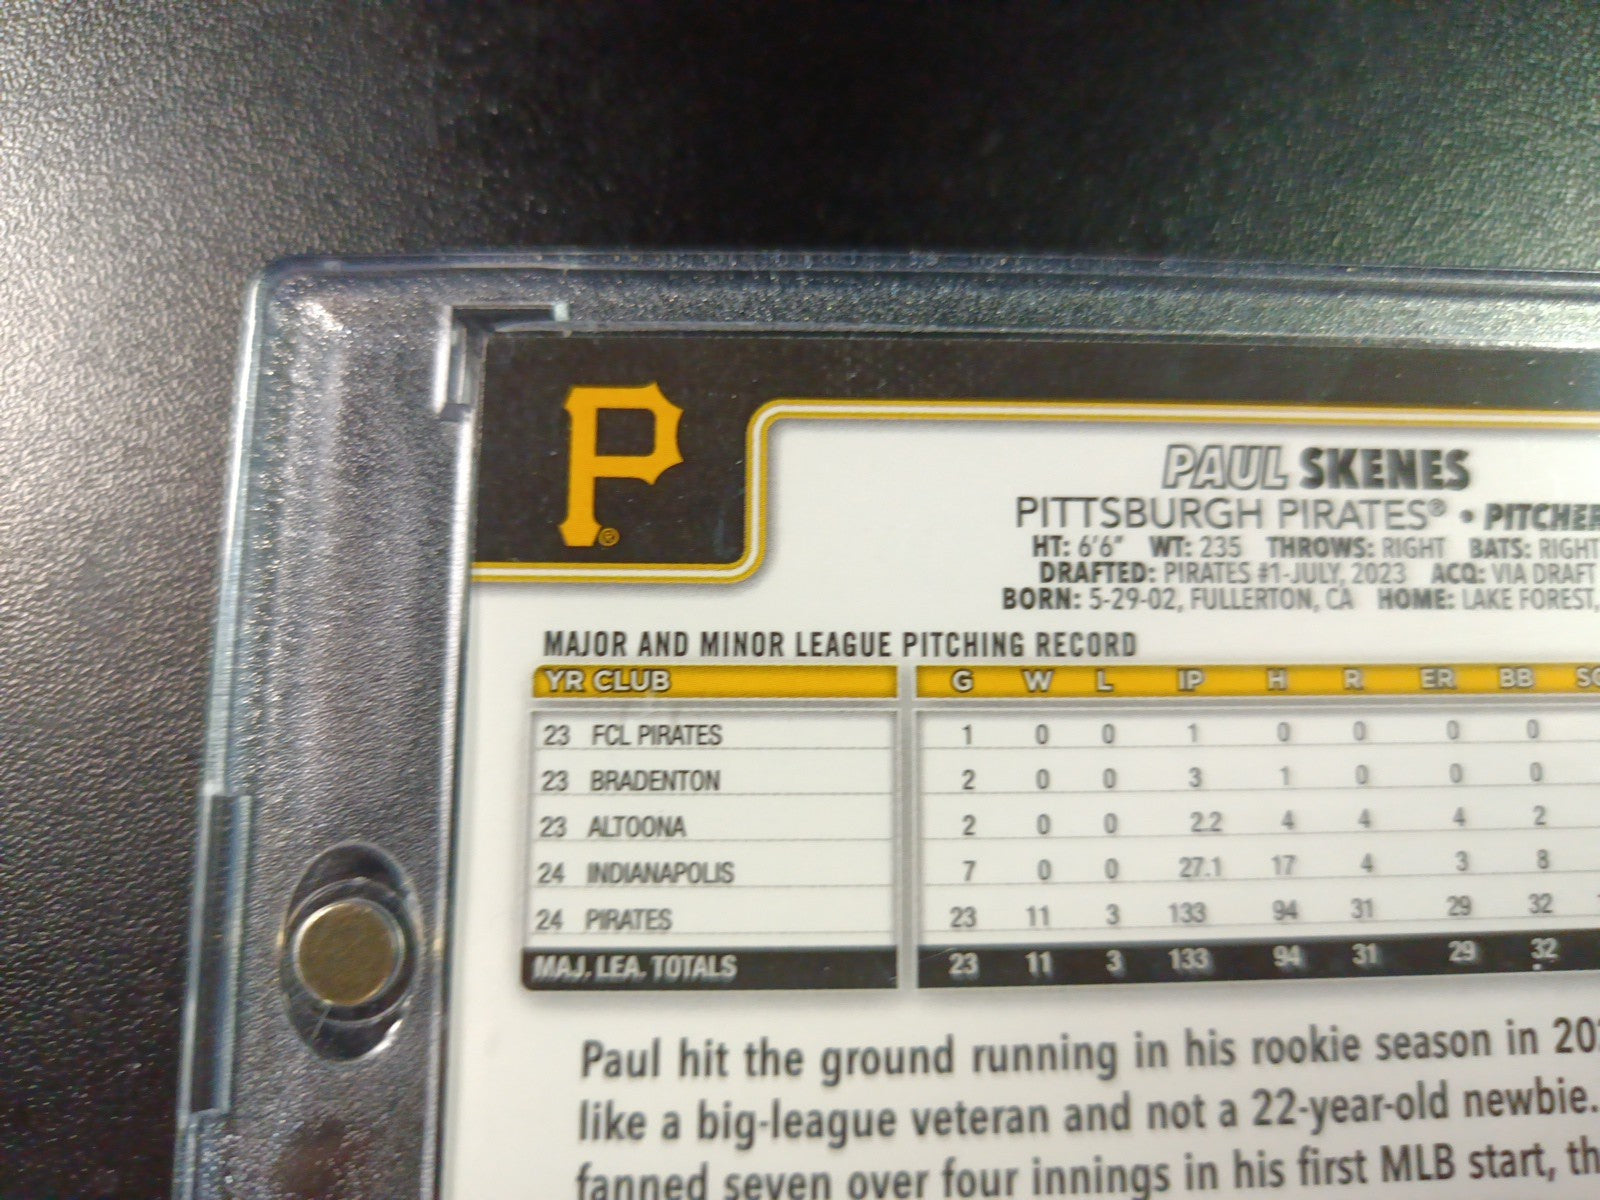 P®
PAUL SKENES
PITTSBURGH PIRATES® • PITCHER
HT: 6'6" WT: 235 THROWS: RIGHT BATS: RIGHT
DRAFTED: PIRATES #1-JULY, 2023 ACQ: VIA DRAFT
BORN: 5-29-02, FULLERTON, CA HOME: LAKE FOREST,
MAJOR AND MINOR LEAGUE PITCHING RECORD
YR CLUB G W L IP H R ER BB
23 FCL PIRATES 1 0 0 1 0 0 0 0
23 BRADENTON 2 0 0 3 1 0 0 0
23 ALTOONA 2 0 0 2.2 4 4 4 2
24 INDIANAPOLIS 7 0 0 27.1 17 4 3 8
24 PIRATES 23 11 3 133 94 31 29 32
MAJ. LEA. TOTALS 23 11 3 133 94 31 29 32
Paul hit the ground running in his rookie season in
like a big-league veteran and not a 22-year-old newbie.
fanned seven over four innings in his first MLB start,